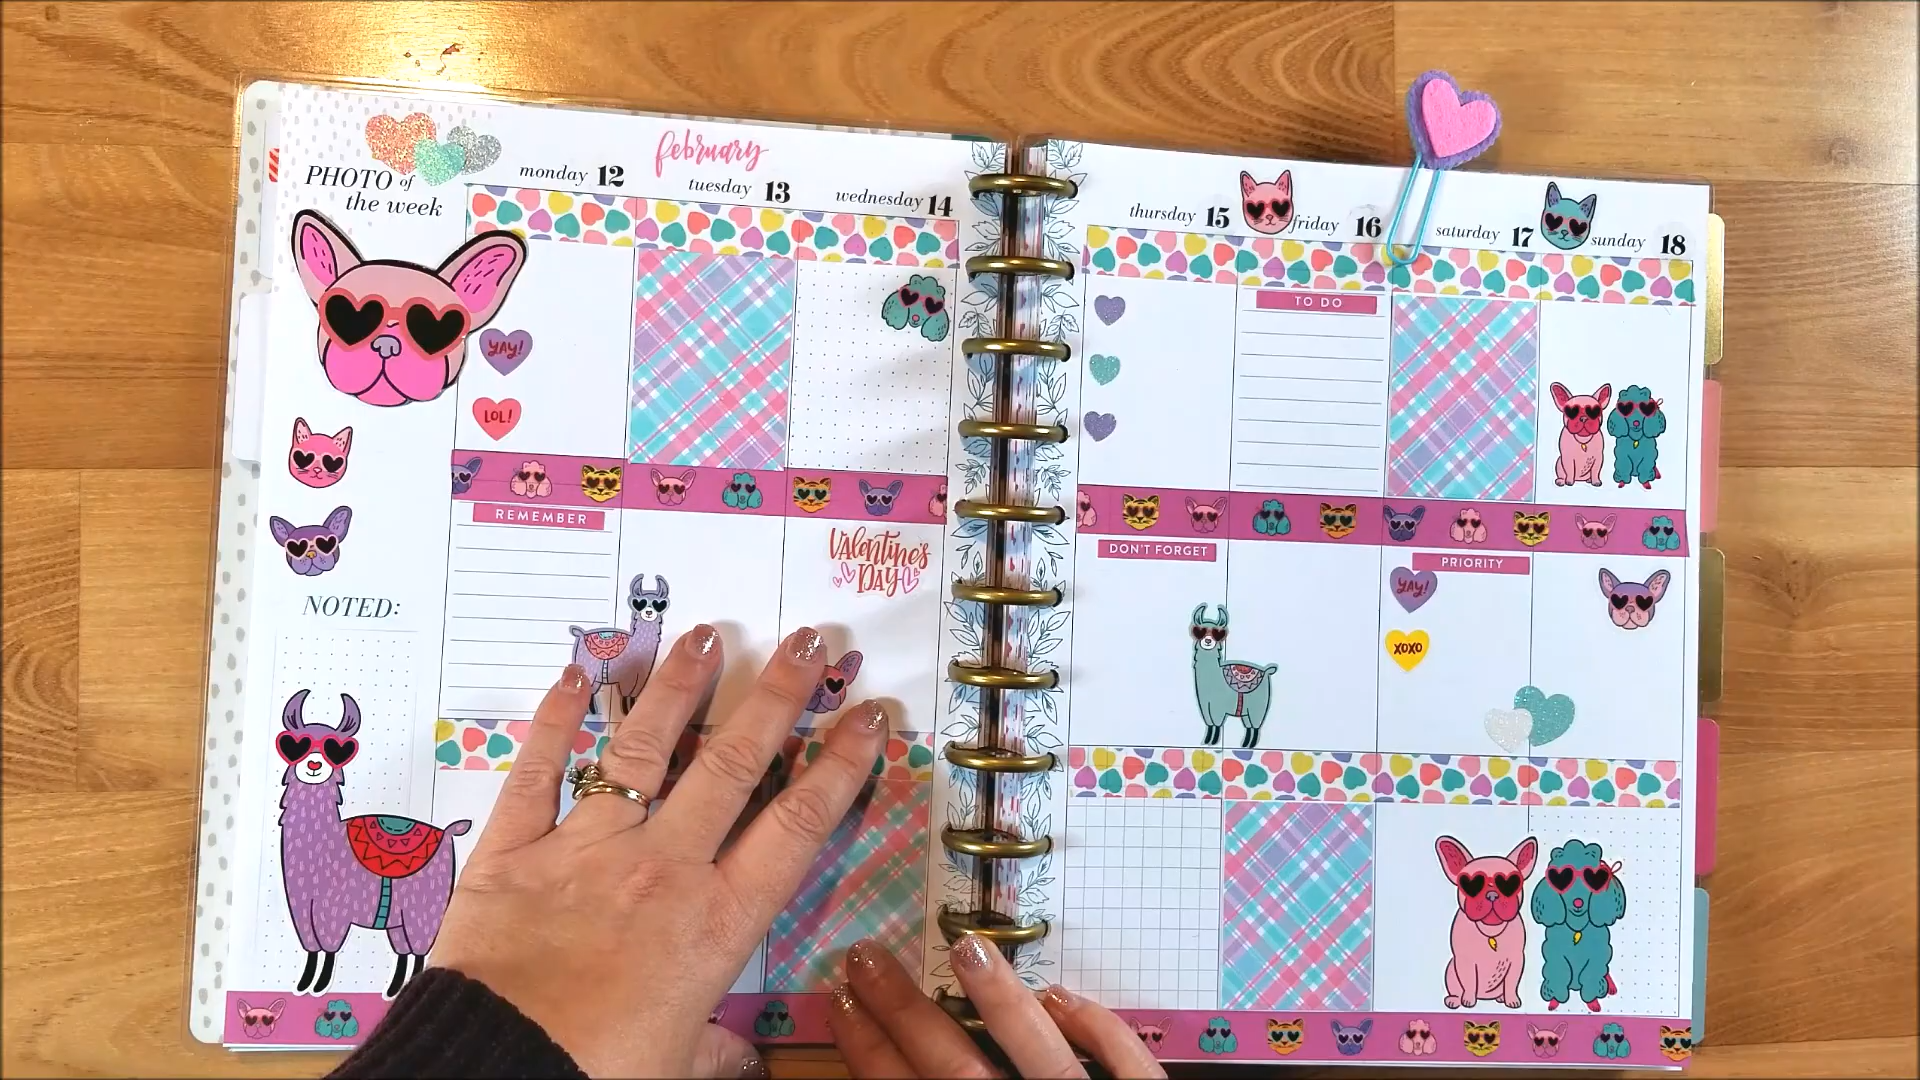 february
PHOTO of
the week
monday 12
tuesday 13
wednesday 14
YAY!
LOL!
REMEMBER
Valentine's
DAY
NOTED:
thursday 15
friday 16
saturday 17
sunday 18
TO DO
DON'T FORGET
PRIORITY
YAY!
XOXO